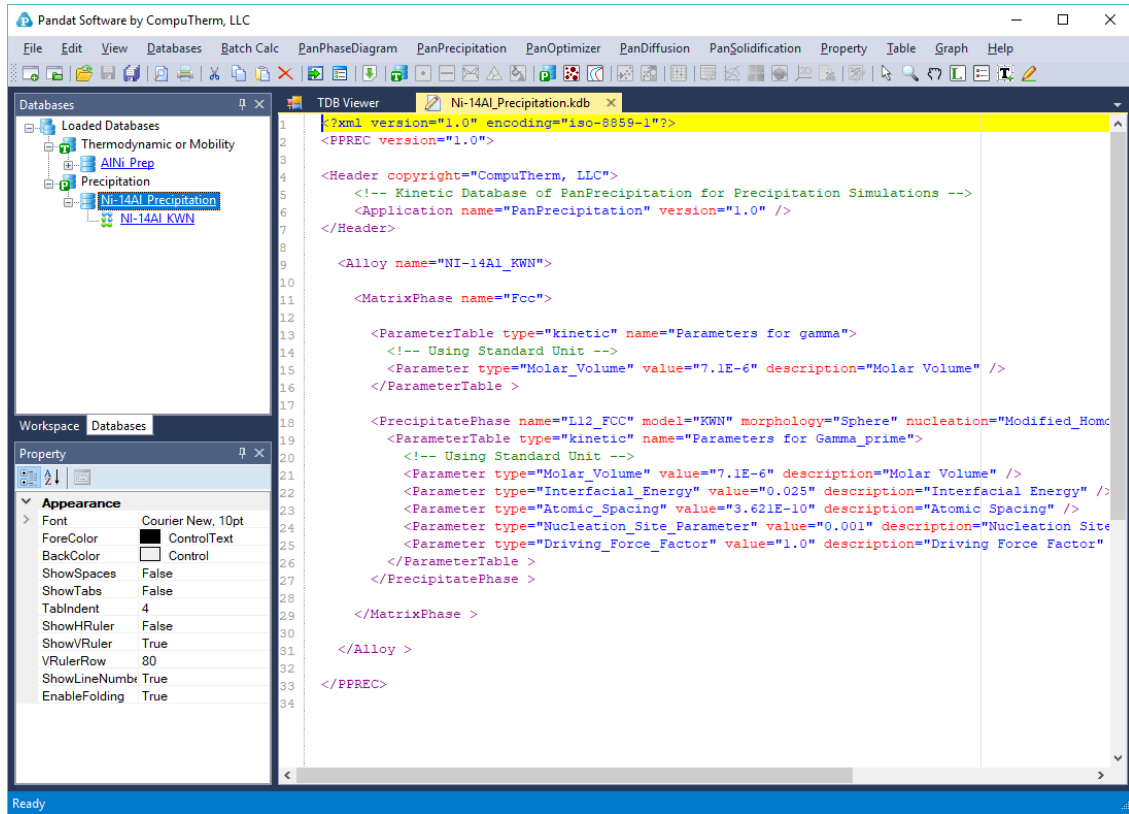 Pandat Software by CompuTherm, LLC
File Edit View Databases Batch Calc PanPhaseDiagram PanPrecipitation PanOptimizer PanDiffusion PanSolidification Property Table Graph Help
Databases
Loaded Databases
Thermodynamic or Mobility
AlNi_Prep
Precipitation
Ni-14Al_Precipitation
NI-14Al_KWN
Workspace Databases
Property
Appearance
Font Courier New, 10pt
ForeColor ControlText
BackColor Control
ShowSpaces False
ShowTabs False
TabIndent 4
ShowHRuler False
ShowVRuler True
VRulerRow 80
ShowLineNumbe True
EnableFolding True
TDB Viewer Ni-14Al_Precipitation.kdb
1 <?xml version="1.0" encoding="iso-8859-1"?>
2 <PPREC version="1.0">
3
4 <Header copyright="CompuTherm, LLC">
5 <!-- Kinetic Database of PanPrecipitation for Precipitation Simulations -->
6 <Application name="PanPrecipitation" version="1.0" />
7 </Header>
8
9 <Alloy name="NI-14Al_KWN">
10
11 <MatrixPhase name="Fcc">
12
13 <ParameterTable type="kinetic" name="Parameters for gamma">
14 <!-- Using Standard Unit -->
15 <Parameter type="Molar_Volume" value="7.1E-6" description="Molar Volume" />
16 </ParameterTable >
17
18 <PrecipitatePhase name="L12_FCC" model="KWN" morphology="Sphere" nucleation="Modified_Homo
19 <ParameterTable type="kinetic" name="Parameters for Gamma_prime">
20 <!-- Using Standard Unit -->
21 <Parameter type="Molar_Volume" value="7.1E-6" description="Molar Volume" />
22 <Parameter type="Interfacial_Energy" value="0.025" description="Interfacial Energy" />
23 <Parameter type="Atomic_Spacing" value="3.621E-10" description="Atomic Spacing" />
24 <Parameter type="Nucleation_Site_Parameter" value="0.001" description="Nucleation Site
25 <Parameter type="Driving_Force_Factor" value="1.0" description="Driving Force Factor"
26 </ParameterTable >
27 </PrecipitatePhase >
28
29 </MatrixPhase >
30
31 </Alloy >
32
33 </PPREC>
34
Ready